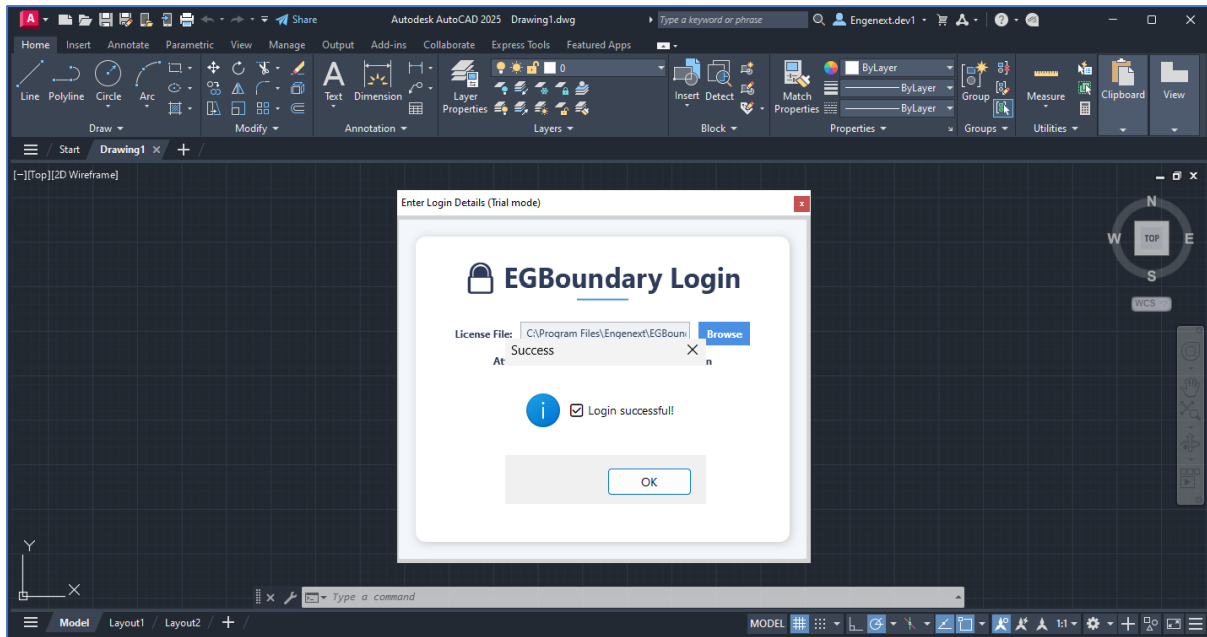 Share Autodesk AutoCAD 2025 Drawing1.dwg Type a keyword or phrase Engenext.dev1
Home Insert Annotate Parametric View Manage Output Add-ins Collaborate Express Tools Featured Apps
Line Polyline Circle Arc Text Dimension Layer Properties 0 Insert Detect Match Properties ByLayer ByLayer ByLayer Group Measure Clipboard View
Draw Modify Annotation Layers Block Properties Groups Utilities
Start Drawing1
[−][Top][2D Wireframe]
Enter Login Details (Trial mode)
N
W TOP E
S
WCS
EGBoundary Login
License File: C:\Program Files\Engenext\EGBoun Browse
Success
At n
Login successful!
OK
Y
X
Type a command
Model Layout1 Layout2 MODEL 1:1